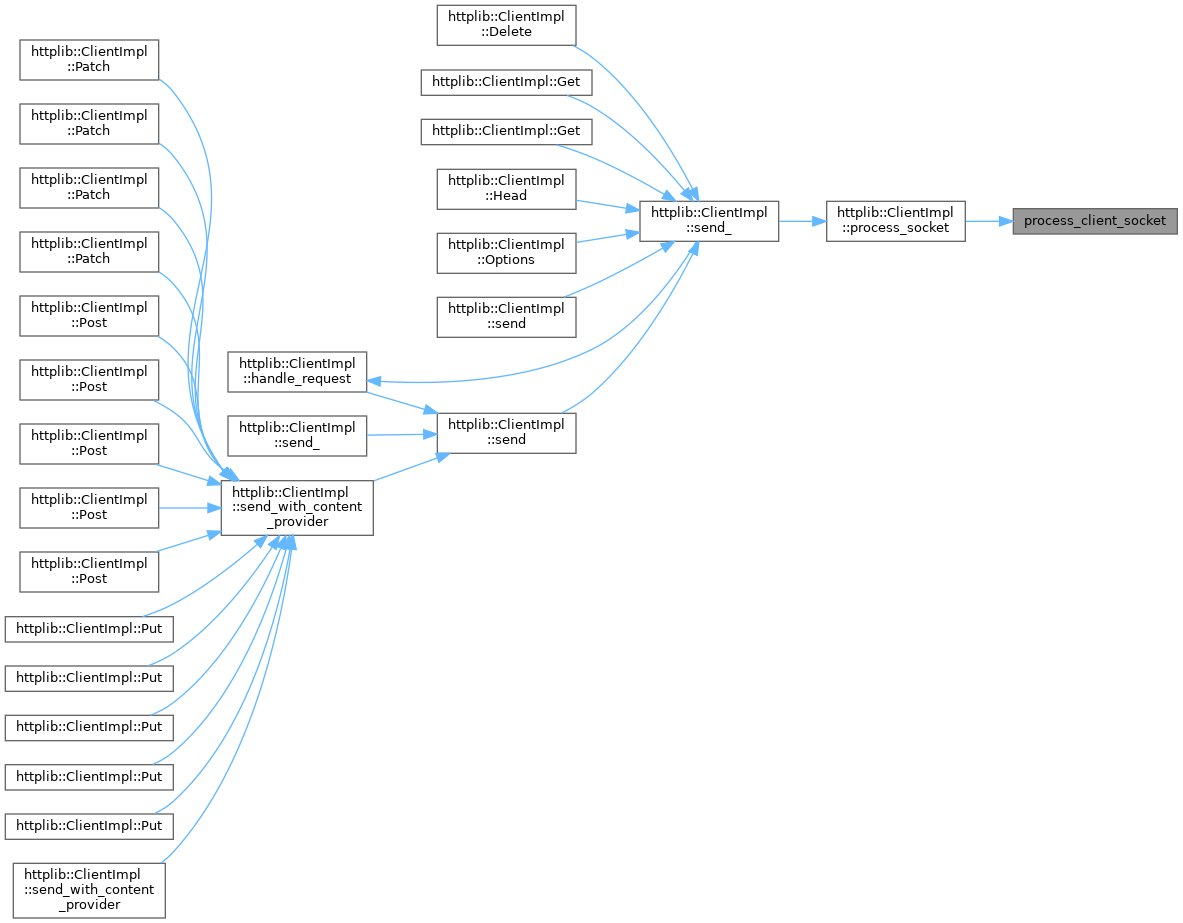 httplib::ClientImpl
::Patch
httplib::ClientImpl
::Patch
httplib::ClientImpl
::Patch
httplib::ClientImpl
::Patch
httplib::ClientImpl
::Post
httplib::ClientImpl
::Post
httplib::ClientImpl
::Post
httplib::ClientImpl
::Post
httplib::ClientImpl
::Post
httplib::ClientImpl::Put
httplib::ClientImpl::Put
httplib::ClientImpl::Put
httplib::ClientImpl::Put
httplib::ClientImpl::Put
httplib::ClientImpl
::send_with_content
_provider
httplib::ClientImpl
::handle_request
httplib::ClientImpl
::send_
httplib::ClientImpl
::send_with_content
_provider
httplib::ClientImpl
::Delete
httplib::ClientImpl::Get
httplib::ClientImpl::Get
httplib::ClientImpl
::Head
httplib::ClientImpl
::Options
httplib::ClientImpl
::send
httplib::ClientImpl
::send
httplib::ClientImpl
::send_
httplib::ClientImpl
::process_socket
process_client_socket